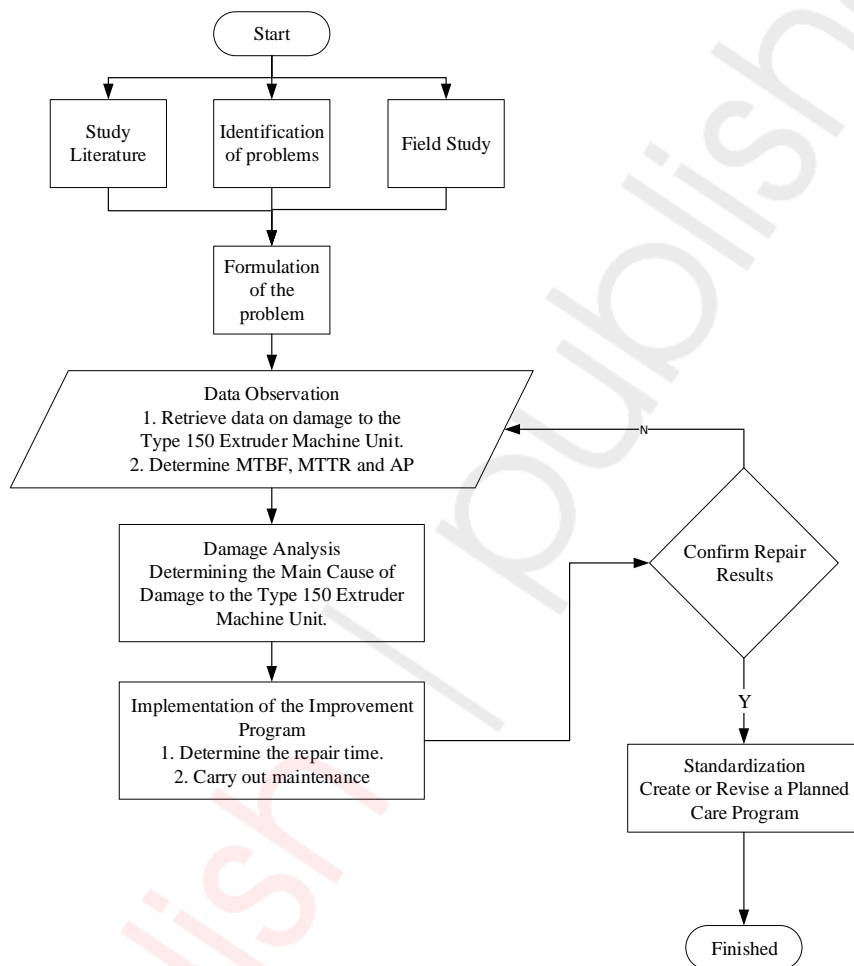 Start
Study
Literature
Identification
of problems
Field Study
Formulation
of the
problem
Data Observation
1. Retrieve data on damage to the
Type 150 Extruder Machine Unit.
2. Determine MTBF, MTTR and AP
N
Damage Analysis
Determining the Main Cause of
Damage to the Type 150 Extruder
Machine Unit.
Confirm Repair
Results
Implementation of the Improvement
Program
1. Determine the repair time.
2. Carry out maintenance
Y
Standardization
Create or Revise a Planned
Care Program
Finished
lish | publish